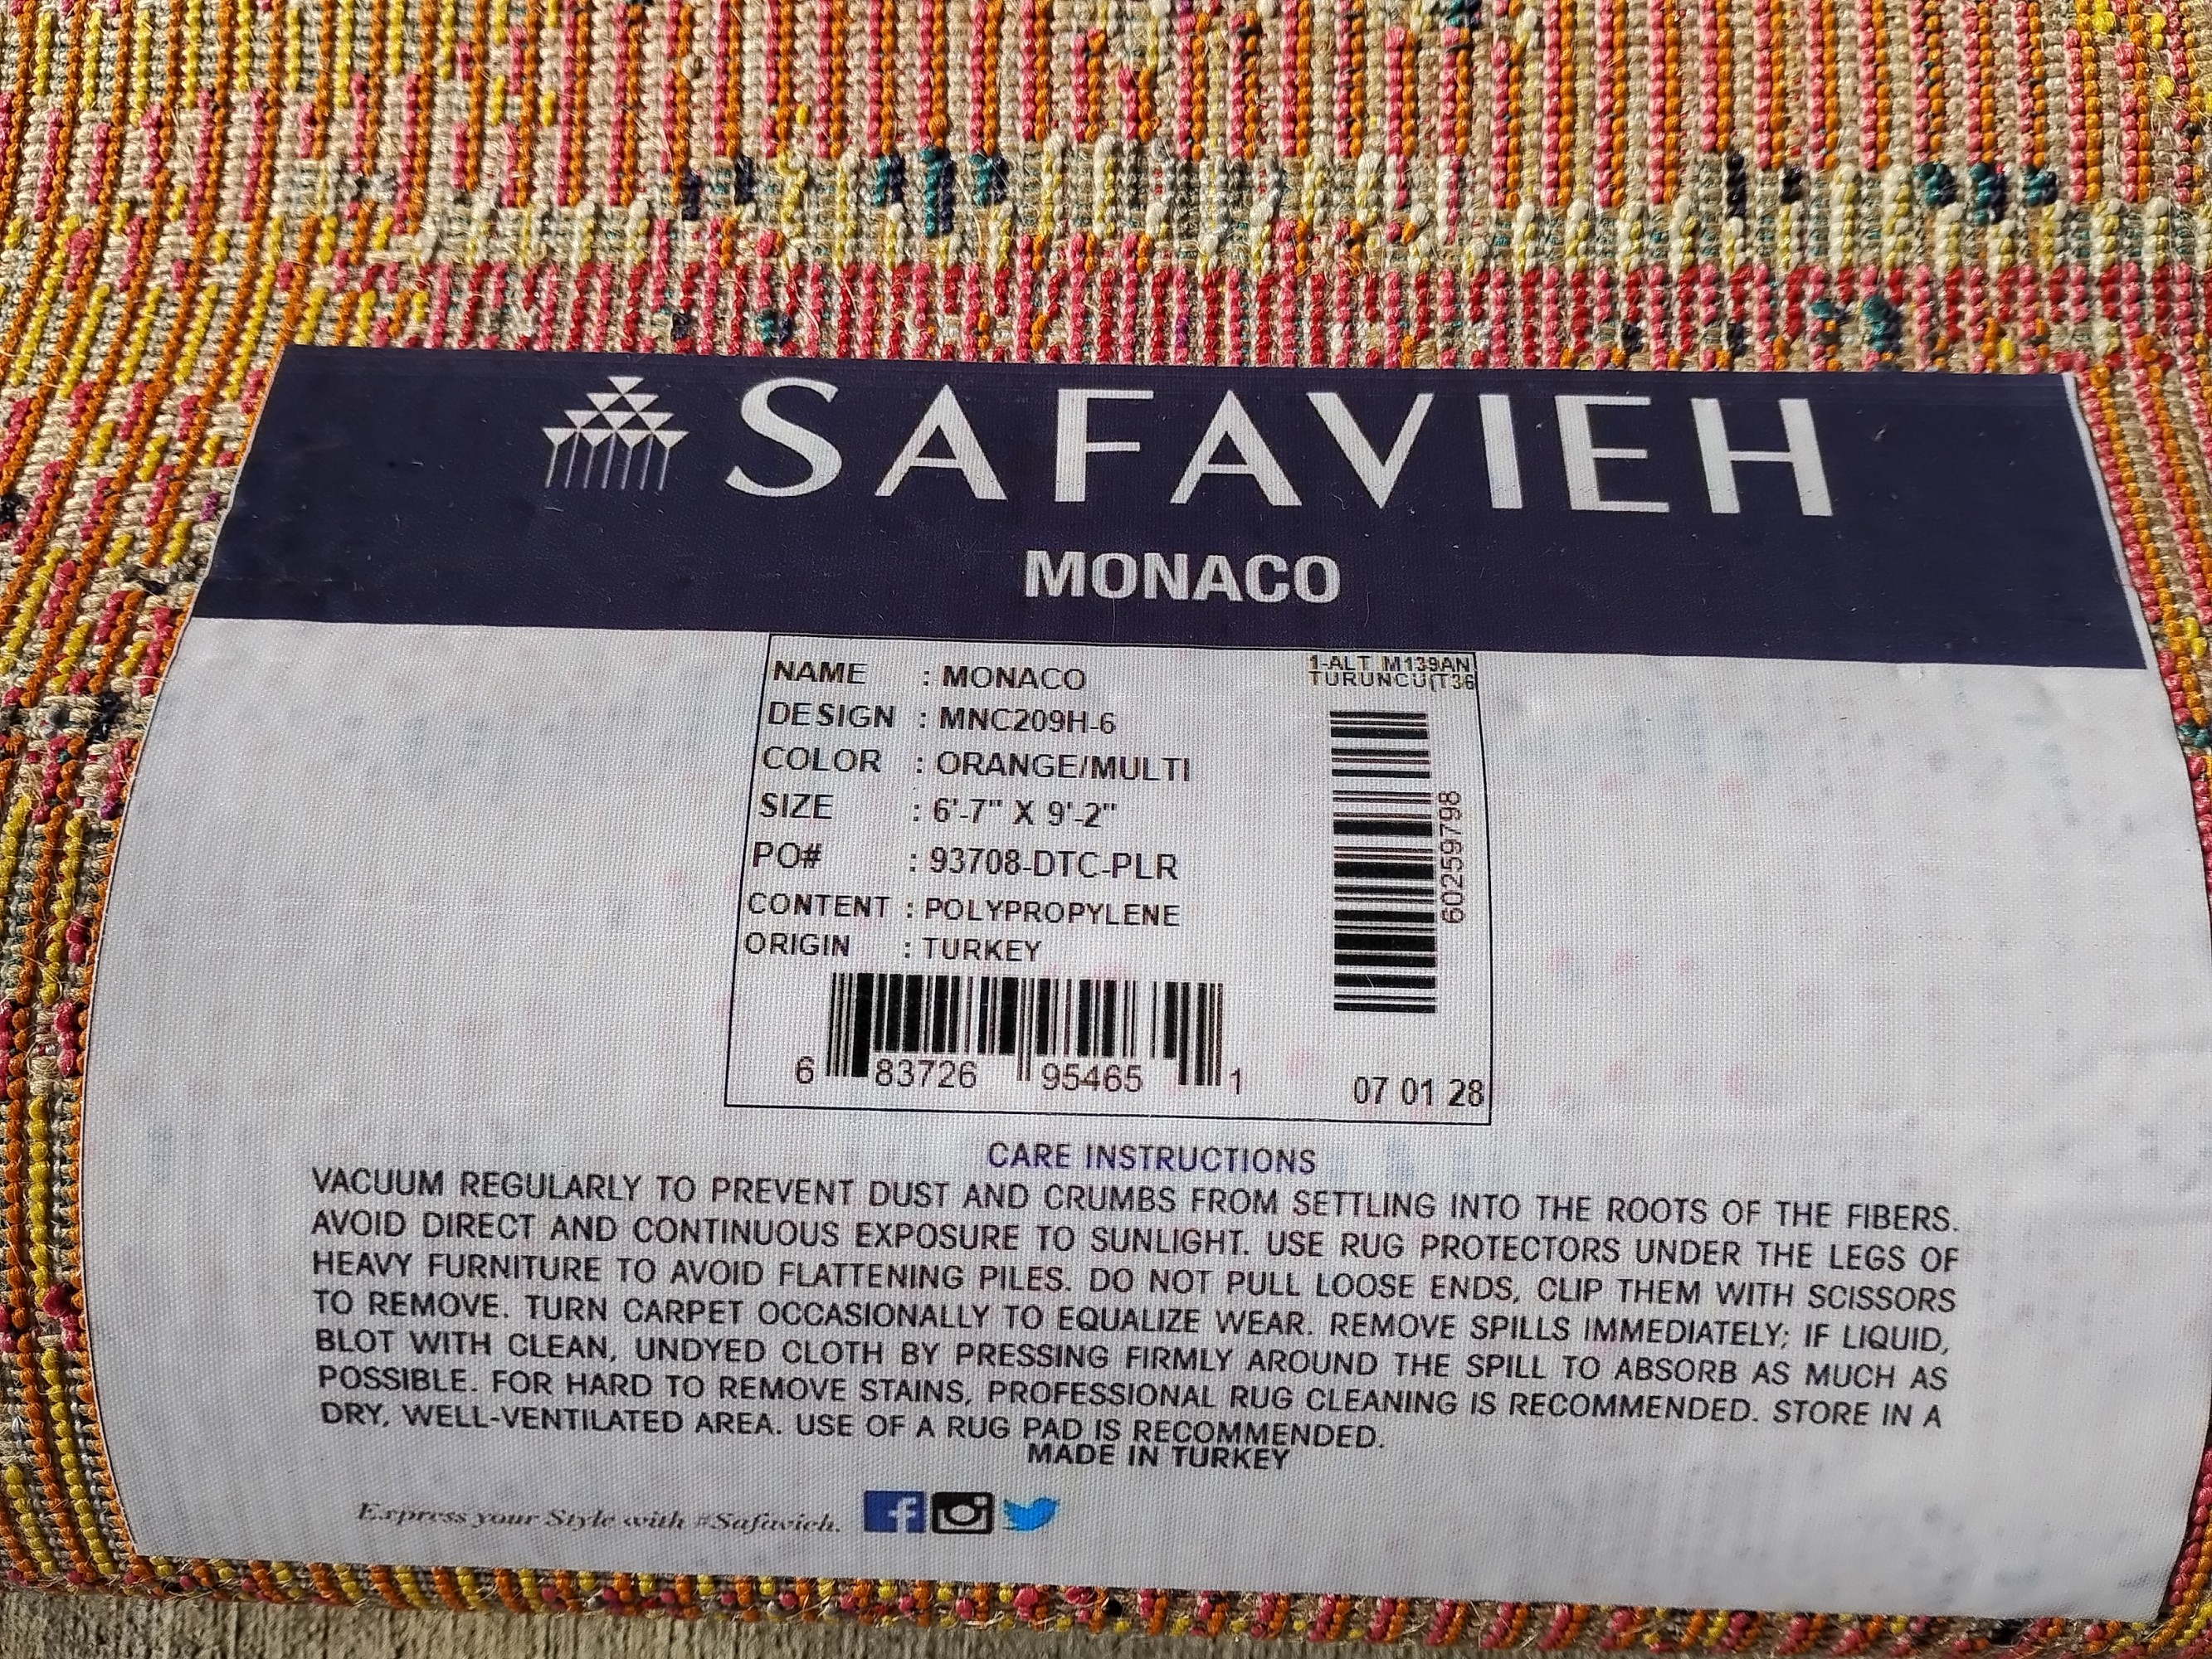 SAFAVIEH
MONACO
NAME : MONACO
1-ALT M139AN
TURUNCU(T36
DESIGN : MNC209H-6
COLOR : ORANGE/MULTI
SIZE : 6'-7" X 9'-2"
PO# : 93708-DTC-PLR
CONTENT : POLYPROPYLENE
ORIGIN : TURKEY
602597​98
6 83726 95465 1
07 01 28
CARE INSTRUCTIONS
VACUUM REGULARLY TO PREVENT DUST AND CRUMBS FROM SETTLING INTO THE ROOTS OF THE FIBERS.
AVOID DIRECT AND CONTINUOUS EXPOSURE TO SUNLIGHT. USE RUG PROTECTORS UNDER THE LEGS OF
HEAVY FURNITURE TO AVOID FLATTENING PILES. DO NOT PULL LOOSE ENDS, CLIP THEM WITH SCISSORS
TO REMOVE. TURN CARPET OCCASIONALLY TO EQUALIZE WEAR. REMOVE SPILLS IMMEDIATELY; IF LIQUID,
BLOT WITH CLEAN, UNDYED CLOTH BY PRESSING FIRMLY AROUND THE SPILL TO ABSORB AS MUCH AS
POSSIBLE. FOR HARD TO REMOVE STAINS, PROFESSIONAL RUG CLEANING IS RECOMMENDED. STORE IN A
DRY, WELL-VENTILATED AREA. USE OF A RUG PAD IS RECOMMENDED.
MADE IN TURKEY
Express your Style with #Safavieh.